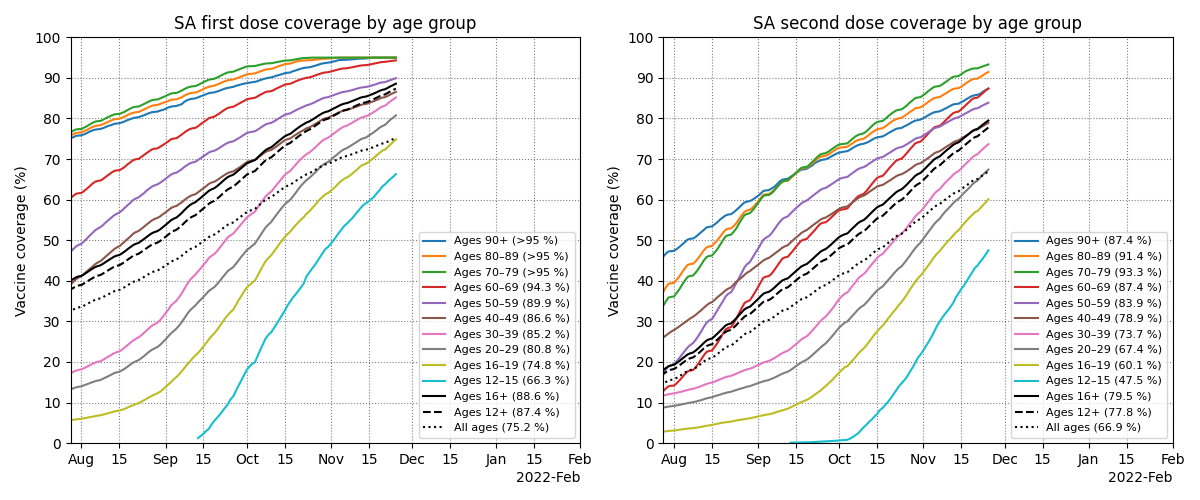 SA first dose coverage by age group
Vaccine coverage (%)
100
90
80
70
60
50
40
30
20
10
0
Aug 15 Sep 15 Oct 15 Nov 15 Dec 15 Jan 15 Feb
2022-Feb
Ages 90+ (>95 %)
Ages 80–89 (>95 %)
Ages 70–79 (>95 %)
Ages 60–69 (94.3 %)
Ages 50–59 (89.9 %)
Ages 40–49 (86.6 %)
Ages 30–39 (85.2 %)
Ages 20–29 (80.8 %)
Ages 16–19 (74.8 %)
Ages 12–15 (66.3 %)
Ages 16+ (88.6 %)
Ages 12+ (87.4 %)
All ages (75.2 %)
SA second dose coverage by age group
Vaccine coverage (%)
100
90
80
70
60
50
40
30
20
10
0
Aug 15 Sep 15 Oct 15 Nov 15 Dec 15 Jan 15 Feb
2022-Feb
Ages 90+ (87.4 %)
Ages 80–89 (91.4 %)
Ages 70–79 (93.3 %)
Ages 60–69 (87.4 %)
Ages 50–59 (83.9 %)
Ages 40–49 (78.9 %)
Ages 30–39 (73.7 %)
Ages 20–29 (67.4 %)
Ages 16–19 (60.1 %)
Ages 12–15 (47.5 %)
Ages 16+ (79.5 %)
Ages 12+ (77.8 %)
All ages (66.9 %)